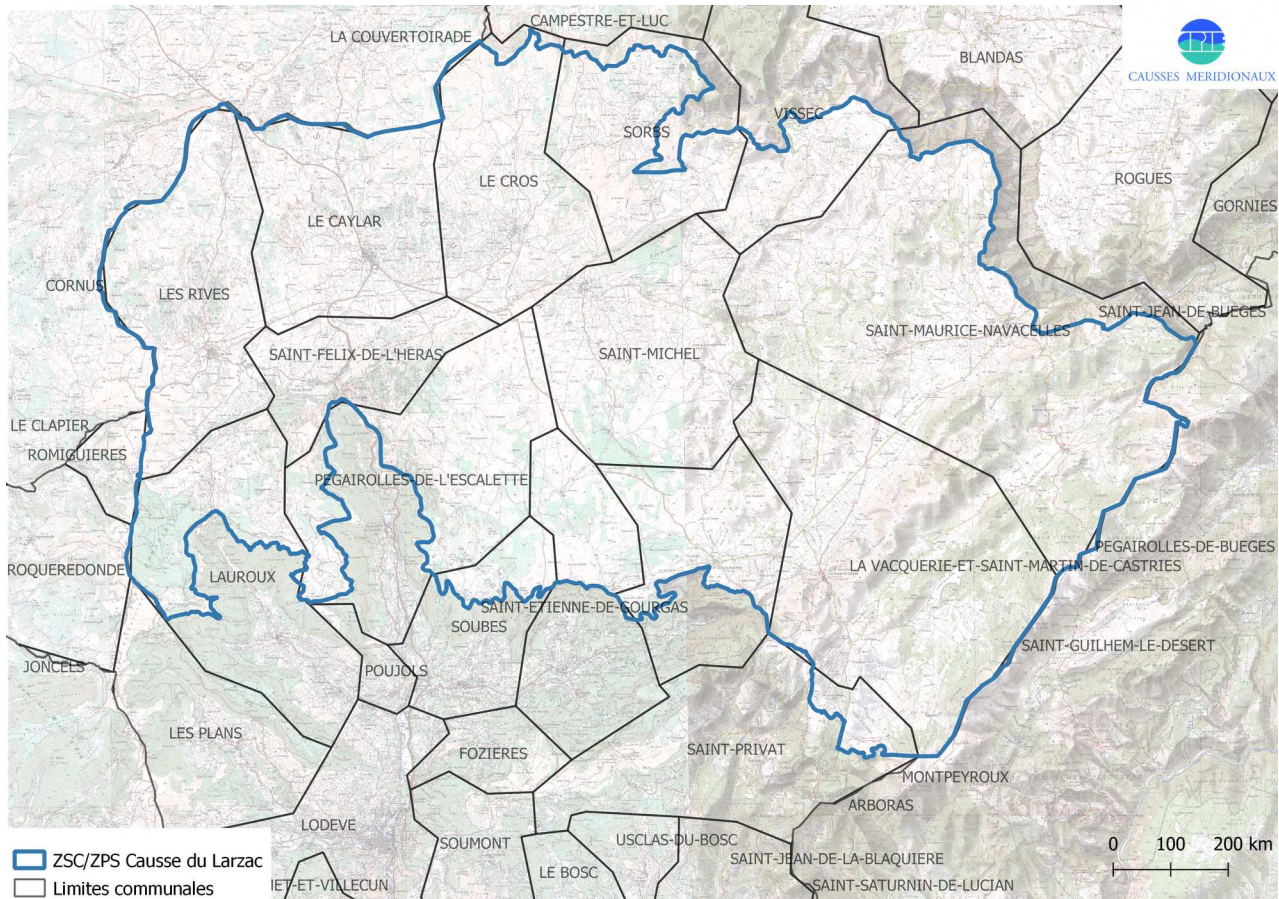 CAMPESTRE-ET-LUC
LA COUVERTOIRADE
BLANDAS
CPIE
CAUSSES MERIDIONAUX
VISSEC
SORBS
LE CROS
ROGUES
GORNIES
LE CAYLAR
CORNUS
LES RIVES
SAINT-JEAN-DE-BUEGES
SAINT-MAURICE-NAVACELLES
SAINT-FELIX-DE-L'HERAS
SAINT-MICHEL
LE CLAPIER
ROMIGUIERES
PEGAIROLLES-DE-L'ESCALETTE
PEGAIROLLES-DE-BUEGES
LA VACQUERIE-ET-SAINT-MARTIN-DE-CASTRIES
ROQUEREDONDE
LAUROUX
SAINT-ETIENNE-DE-GOURGAS
SOUBES
SAINT-GUILHEM-LE-DESERT
JONCELS
POUJOLS
LES PLANS
FOZIERES
SAINT-PRIVAT
MONTPEYROUX
ARBORAS
LODEVE
SOUMONT
USCLAS-DU-BOSC
LE BOSC
SAINT-JEAN-DE-LA-BLAQUIERE
SAINT-SATURNIN-DE-LUCIAN
ET-VILLECUN
0 100 200 km
ZSC/ZPS Causse du Larzac
Limites communales